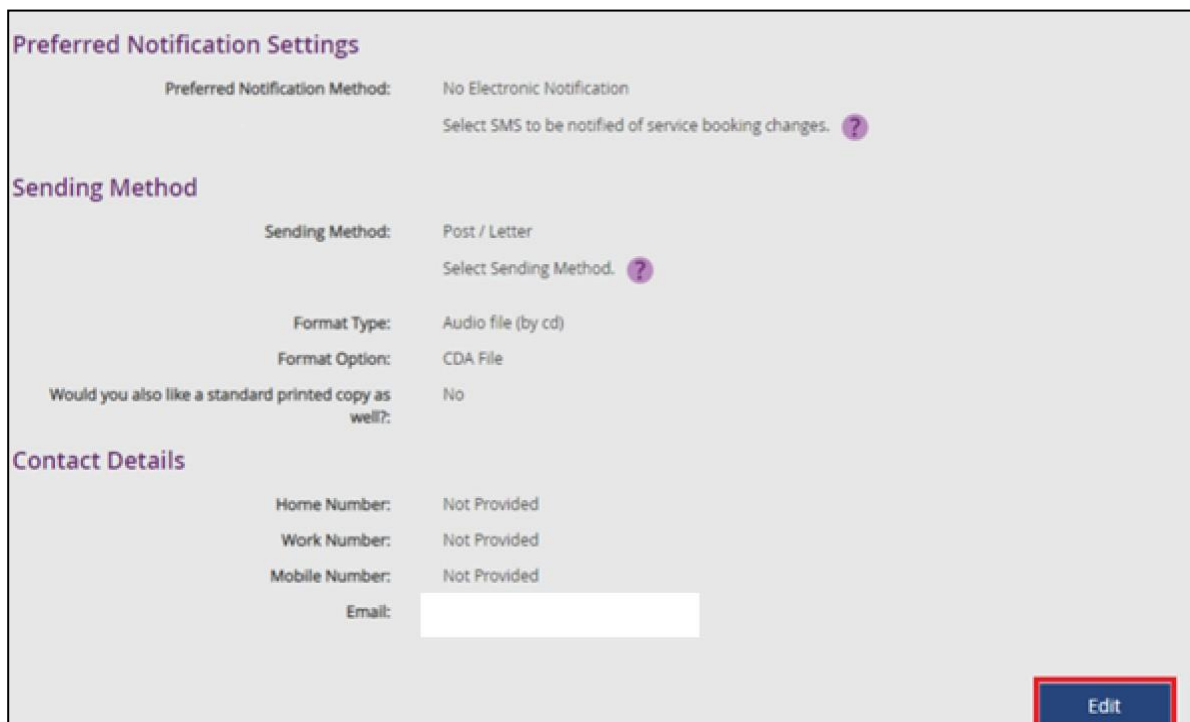 Preferred Notification Settings
Preferred Notification Method: No Electronic Notification
Select SMS to be notified of service booking changes. ?
Sending Method
Sending Method: Post / Letter
Select Sending Method. ?
Format Type: Audio file (by cd)
Format Option: CDA File
Would you also like a standard printed copy as No
well?:
Contact Details
Home Number: Not Provided
Work Number: Not Provided
Mobile Number: Not Provided
Email:
Edit